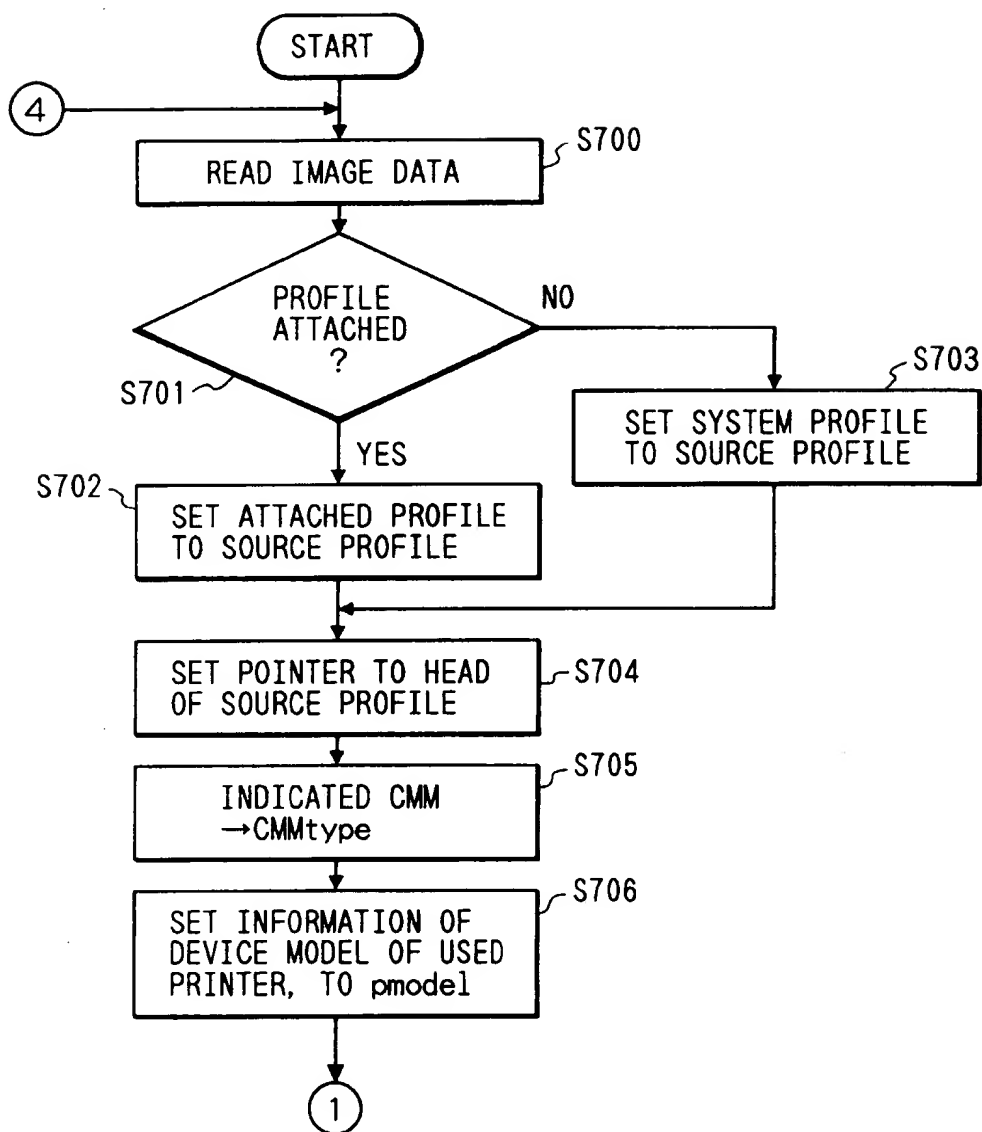 START
4
S700
READ IMAGE DATA
PROFILE
ATTACHED
?
NO
S701
YES
S703
SET SYSTEM PROFILE
TO SOURCE PROFILE
S702
SET ATTACHED PROFILE
TO SOURCE PROFILE
S704
SET POINTER TO HEAD
OF SOURCE PROFILE
S705
INDICATED CMM
→CMMtype
S706
SET INFORMATION OF
DEVICE MODEL OF USED
PRINTER, TO pmodel
1